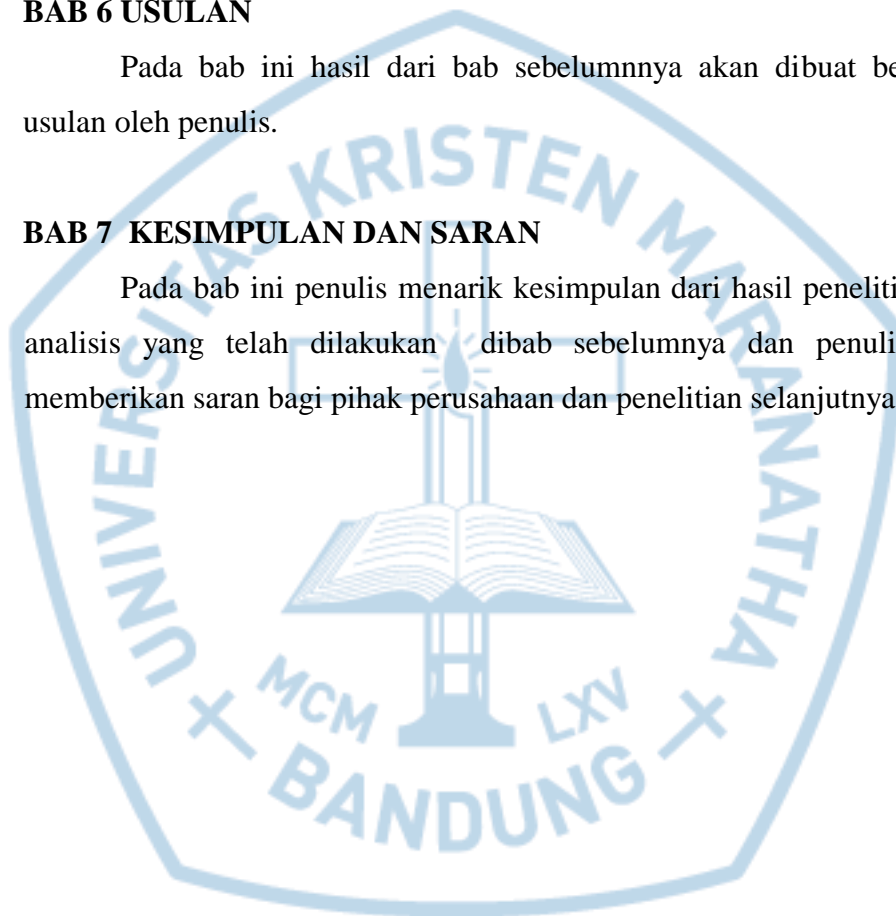 BAB 6 USULAN
Pada bab ini hasil dari bab sebelumnnya akan dibuat be
usulan oleh penulis.
BAB 7 KESIMPULAN DAN SARAN
Pada bab ini penulis menarik kesimpulan dari hasil peneliti
analisis yang telah dilakukan dibab sebelumnya dan penuli
memberikan saran bagi pihak perusahaan dan penelitian selanjutnya
UNIVERSITAS KRISTEN MARANATHA
MCM LXV
BANDUNG